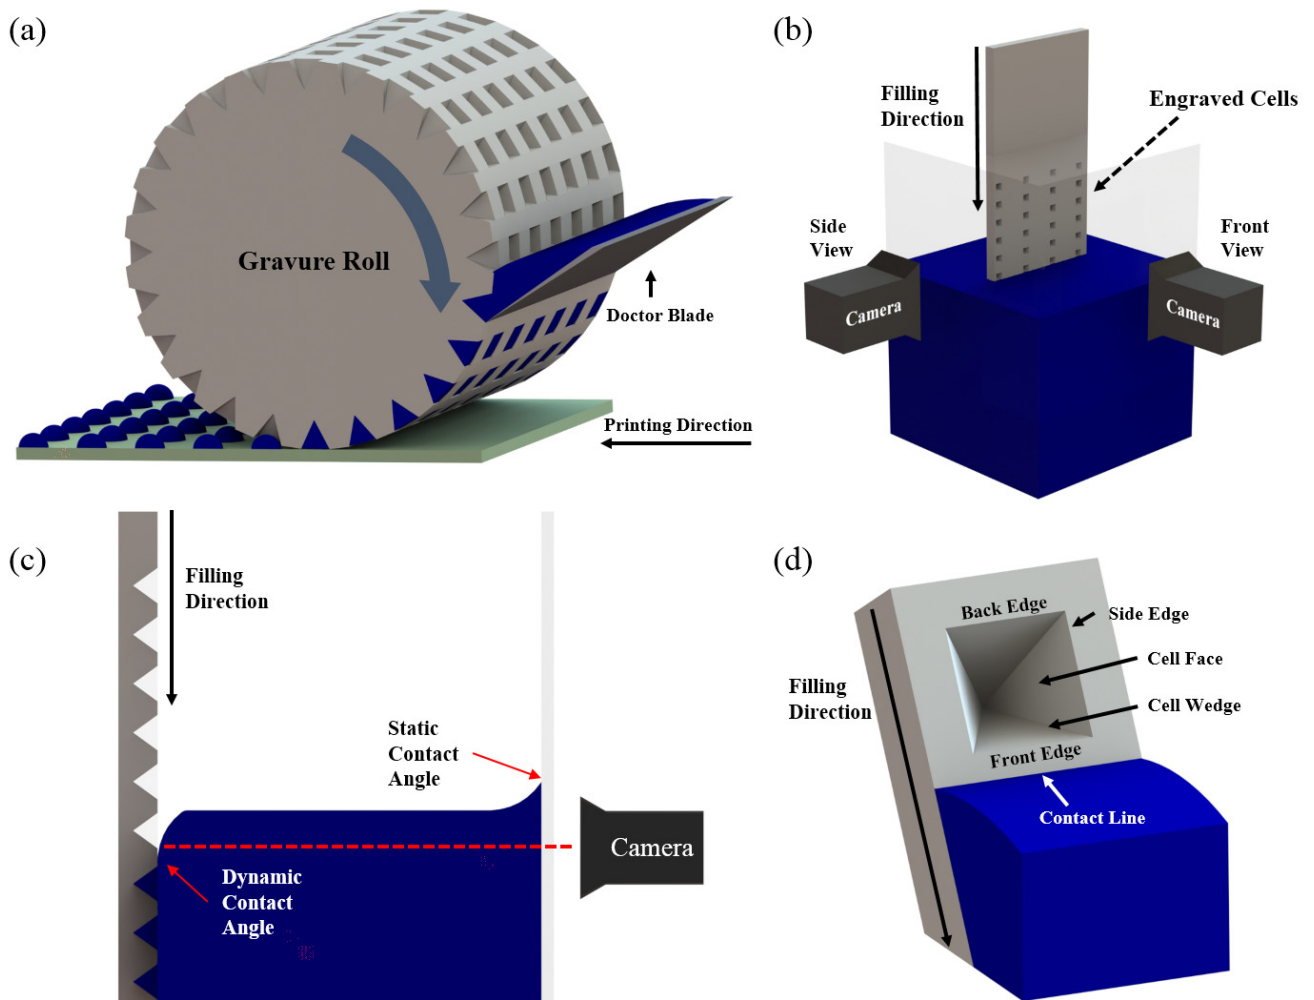 (a)
Gravure Roll
Doctor Blade
Printing Direction
(b)
Filling
Direction
Engraved Cells
Side
View
Front
View
Camera
Camera
(c)
Filling
Direction
Static
Contact
Angle
Dynamic
Contact
Angle
Camera
(d)
Back Edge
Side Edge
Cell Face
Filling
Direction
Cell Wedge
Front Edge
Contact Line